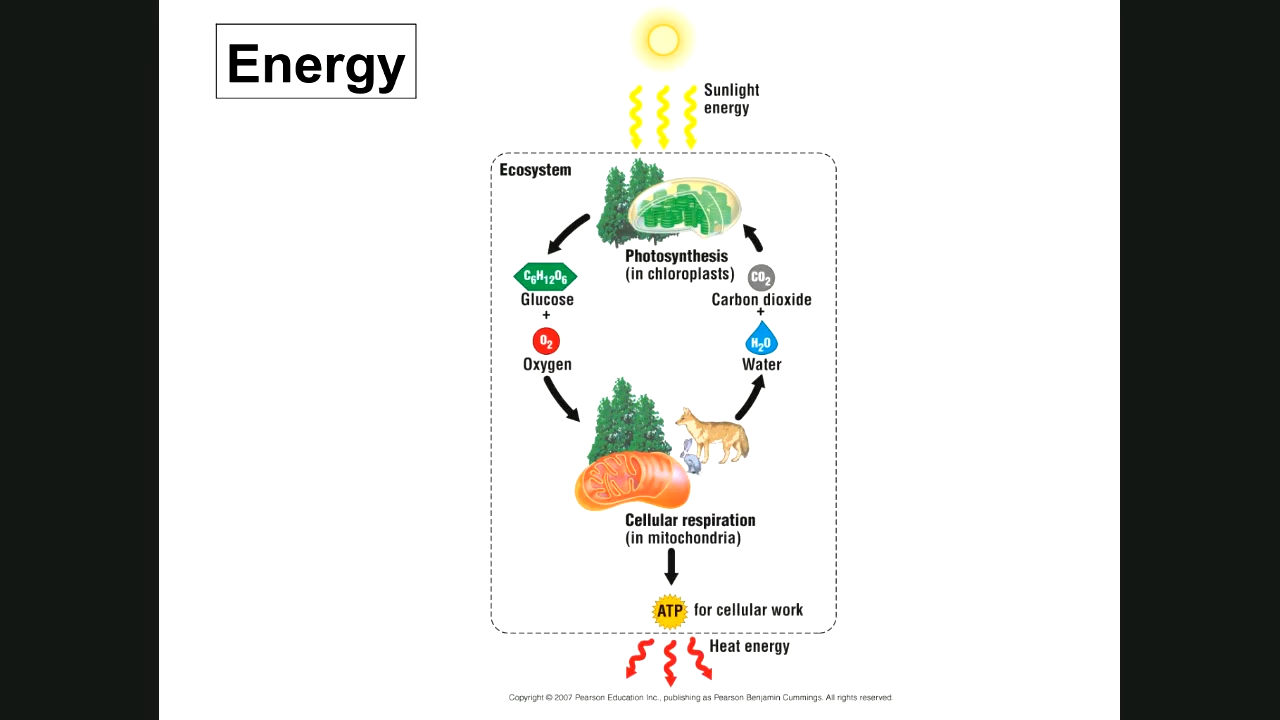 Energy
Sunlight
energy
Ecosystem
Photosynthesis
(in chloroplasts)
C6H12O6
Glucose
+
O2
Oxygen
CO2
Carbon dioxide
+
H2O
Water
Cellular respiration
(in mitochondria)
ATP for cellular work
Heat energy
Copyright © 2007 Pearson Education Inc., publishing as Pearson Benjamin Cummings. All rights reserved.